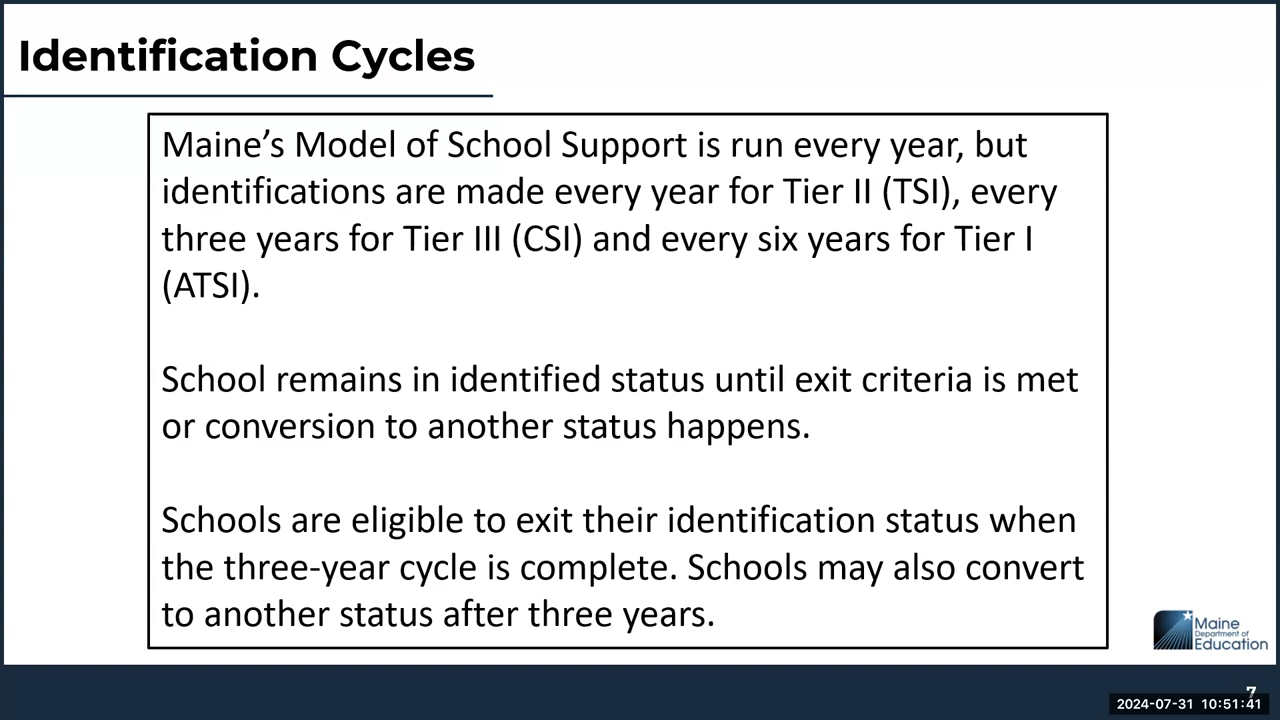 Identification Cycles
Maine’s Model of School Support is run every year, but
identifications are made every year for Tier II (TSI), every
three years for Tier III (CSI) and every six years for Tier I
(ATSI).
School remains in identified status until exit criteria is met
or conversion to another status happens.
Schools are eligible to exit their identification status when
the three-year cycle is complete. Schools may also convert
to another status after three years.
Maine
Department of
Education
7
2024-07-31 10:51:41